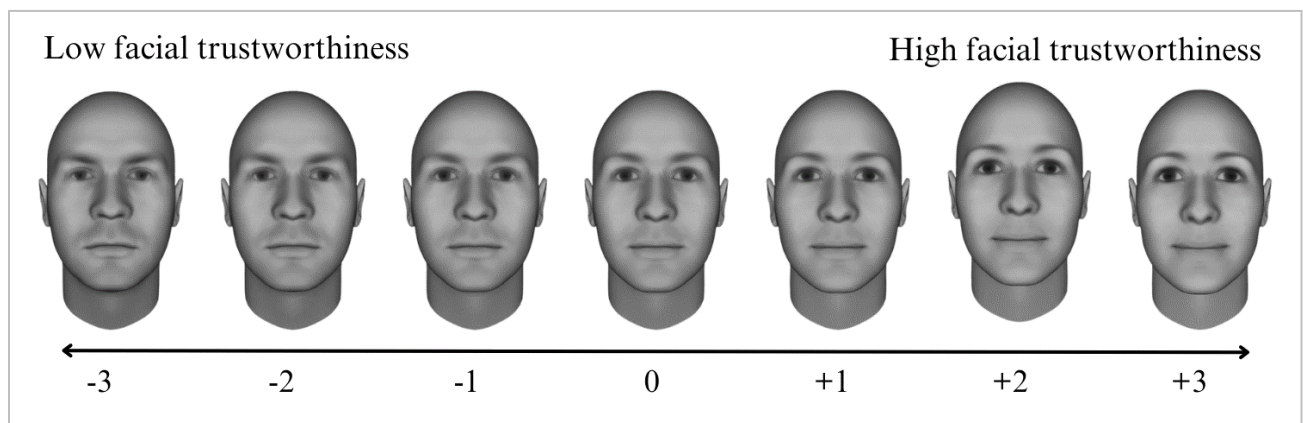 Low facial trustworthiness
High facial trustworthiness
-3 -2 -1 0 +1 +2 +3